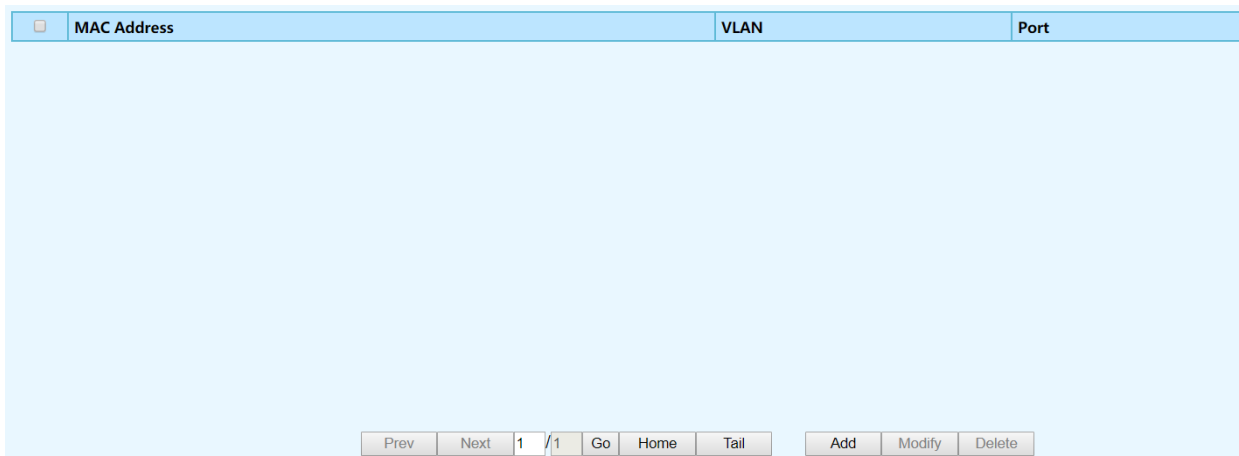 MAC Address VLAN Port
Prev Next 1 / 1 Go Home Tail Add Modify Delete